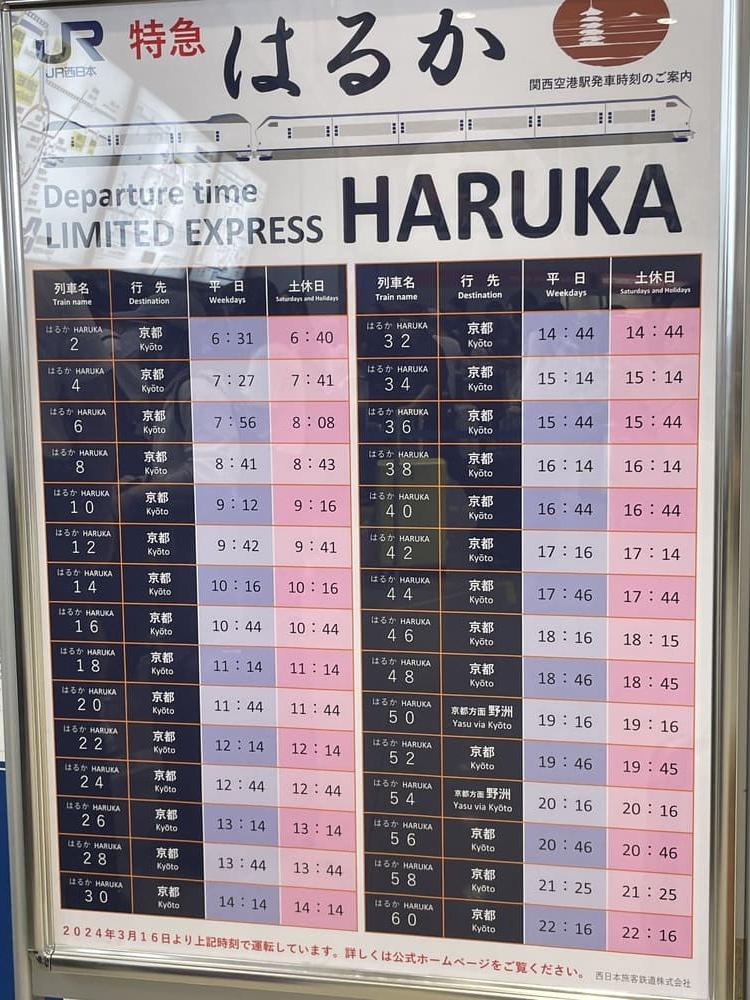 JR
JR西日本
特急 はるか
関西空港駅発車時刻のご案内
Departure time
LIMITED EXPRESS HARUKA
列車名 行 先 平 日 土休日
Train name Destination Weekdays Saturdays and Holidays
はるか HARUKA 京都
2 Kyōto 6:31 6:40
はるか HARUKA 京都
4 Kyōto 7:27 7:41
はるか HARUKA 京都
6 Kyōto 7:56 8:08
はるか HARUKA 京都
8 Kyōto 8:41 8:43
はるか HARUKA 京都
10 Kyōto 9:12 9:16
はるか HARUKA 京都
12 Kyōto 9:42 9:41
はるか HARUKA 京都
14 Kyōto 10:16 10:16
はるか HARUKA 京都
16 Kyōto 10:44 10:44
はるか HARUKA 京都
18 Kyōto 11:14 11:14
はるか HARUKA 京都
20 Kyōto 11:44 11:44
はるか HARUKA 京都
22 Kyōto 12:14 12:14
はるか HARUKA 京都
24 Kyōto 12:44 12:44
はるか HARUKA 京都
26 Kyōto 13:14 13:14
はるか HARUKA 京都
28 Kyōto 13:44 13:44
はるか HARUKA 京都
30 Kyōto 14:14 14:14
列車名 行 先 平 日 土休日
Train name Destination Weekdays Saturdays and Holidays
はるか HARUKA 京都
32 Kyōto 14:44 14:44
はるか HARUKA 京都
34 Kyōto 15:14 15:14
はるか HARUKA 京都
36 Kyōto 15:44 15:44
はるか HARUKA 京都
38 Kyōto 16:14 16:14
はるか HARUKA 京都
40 Kyōto 16:44 16:44
はるか HARUKA 京都
42 Kyōto 17:16 17:14
はるか HARUKA 京都
44 Kyōto 17:46 17:44
はるか HARUKA 京都
46 Kyōto 18:16 18:15
はるか HARUKA 京都
48 Kyōto 18:46 18:45
はるか HARUKA 京都方面 野洲
50 Yasu via Kyōto 19:16 19:16
はるか HARUKA 京都
52 Kyōto 19:46 19:45
はるか HARUKA 京都方面 野洲
54 Yasu via Kyōto 20:16 20:16
はるか HARUKA 京都
56 Kyōto 20:46 20:46
はるか HARUKA 京都
58 Kyōto 21:25 21:25
はるか HARUKA 京都
60 Kyōto 22:16 22:16
2024年3月16日より上記時刻で運転しています。詳しくは公式ホームページをご覧ください。
西日本旅客鉄道株式会社